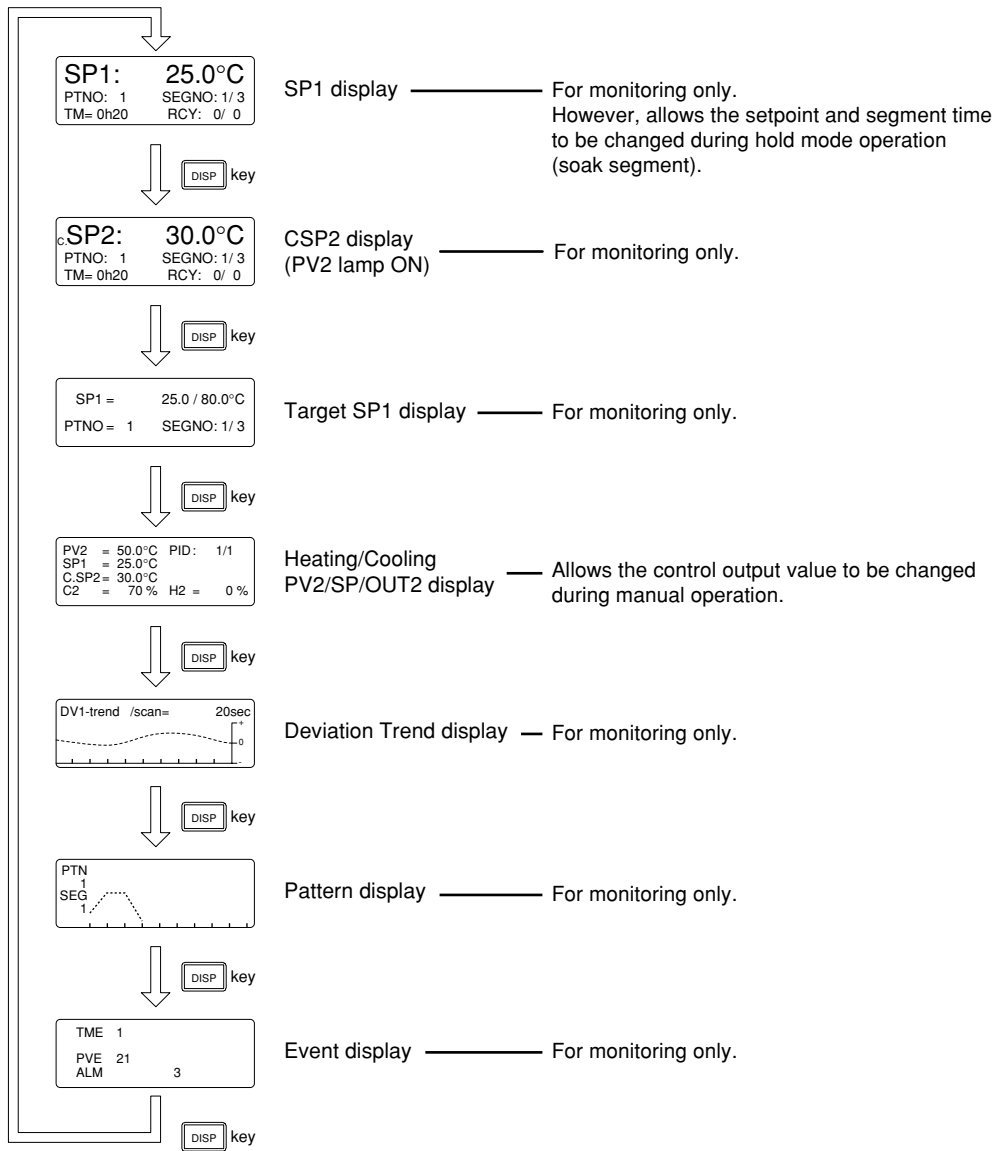 SP1: 25.0°C
PTNO: 1 SEGNO: 1/ 3
TM= 0h20 RCY: 0/ 0
SP1 display
For monitoring only.
However, allows the setpoint and segment time
to be changed during hold mode operation
(soak segment).
DISP key
C.SP2: 30.0°C
PTNO: 1 SEGNO: 1/ 3
TM= 0h20 RCY: 0/ 0
CSP2 display
(PV2 lamp ON)
For monitoring only.
DISP key
SP1 = 25.0 / 80.0°C
PTNO = 1 SEGNO: 1/ 3
Target SP1 display
For monitoring only.
DISP key
PV2 = 50.0°C PID: 1/1
SP1 = 25.0°C
C.SP2= 30.0°C
C2 = 70 % H2 = 0 %
Heating/Cooling
PV2/SP/OUT2 display
Allows the control output value to be changed
during manual operation.
DISP key
DV1-trend /scan= 20sec
+
0
-
Deviation Trend display
For monitoring only.
DISP key
PTN
1
SEG
1
Pattern display
For monitoring only.
DISP key
TME 1
PVE 21
ALM 3
Event display
For monitoring only.
DISP key